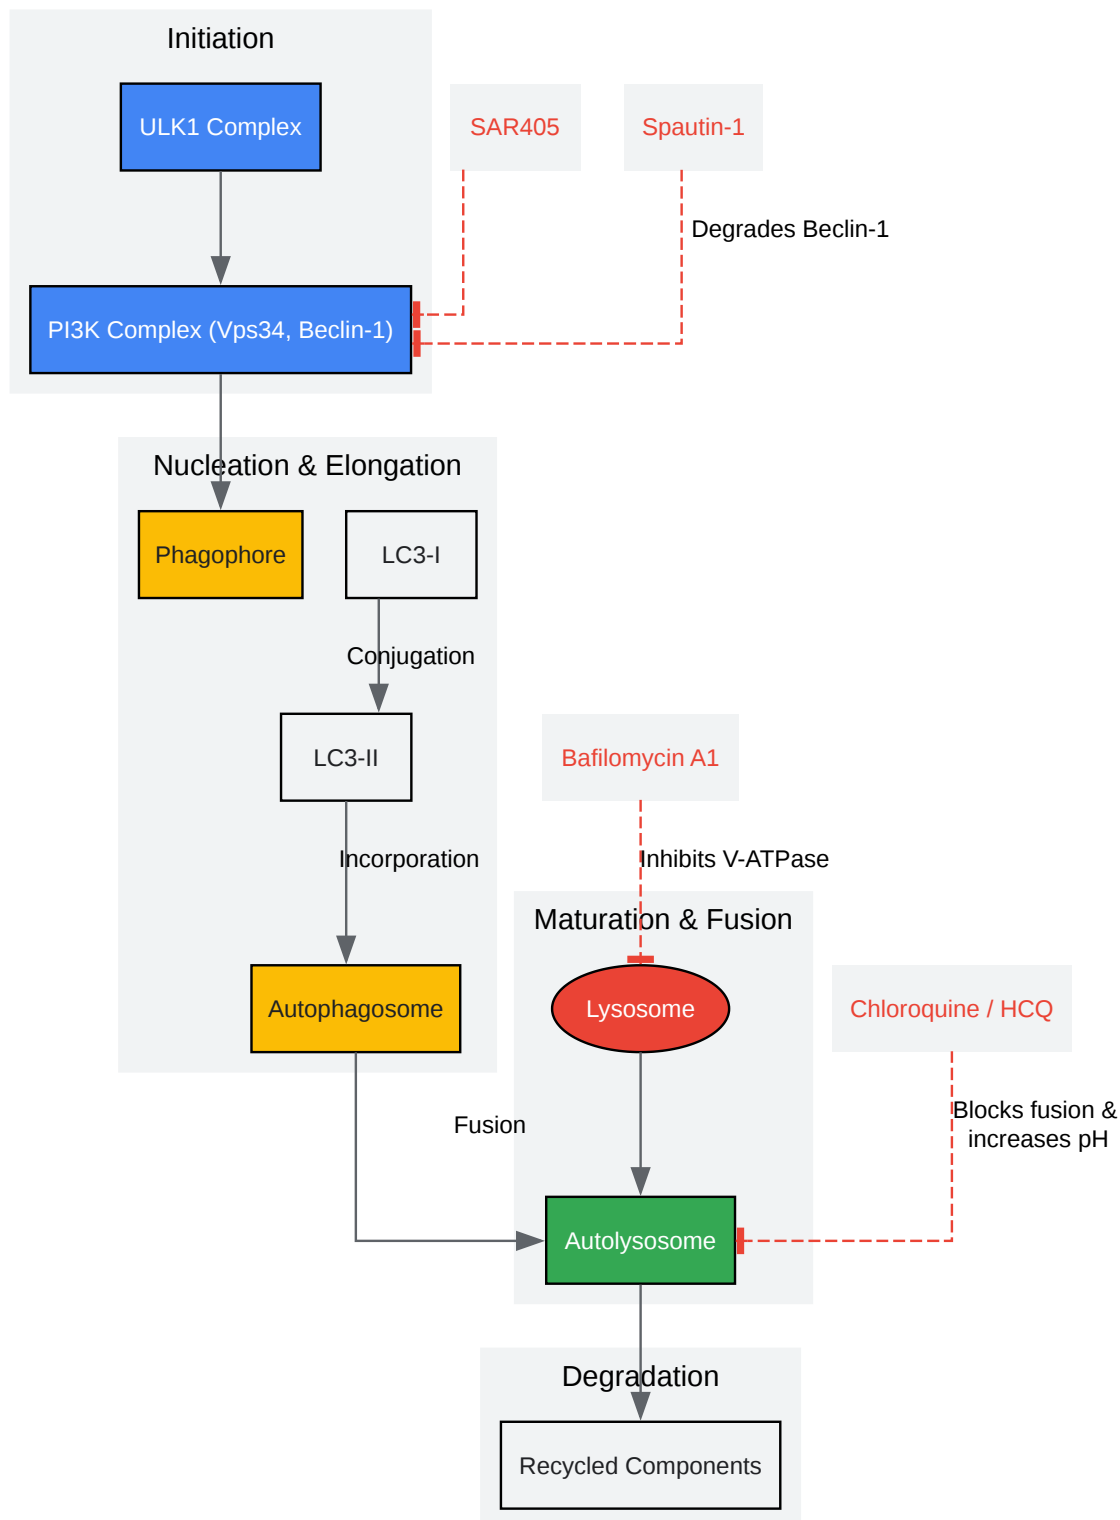 Initiation
ULK1 Complex
SAR405
Spautin-1
Degrades Beclin-1
PI3K Complex (Vps34, Beclin-1)
Nucleation & Elongation
Phagophore
LC3-I
Conjugation
LC3-II
Bafilomycin A1
Incorporation
Inhibits V-ATPase
Maturation & Fusion
Autophagosome
Lysosome
Chloroquine / HCQ
Blocks fusion &
increases pH
Fusion
Autolysosome
Degradation
Recycled Components